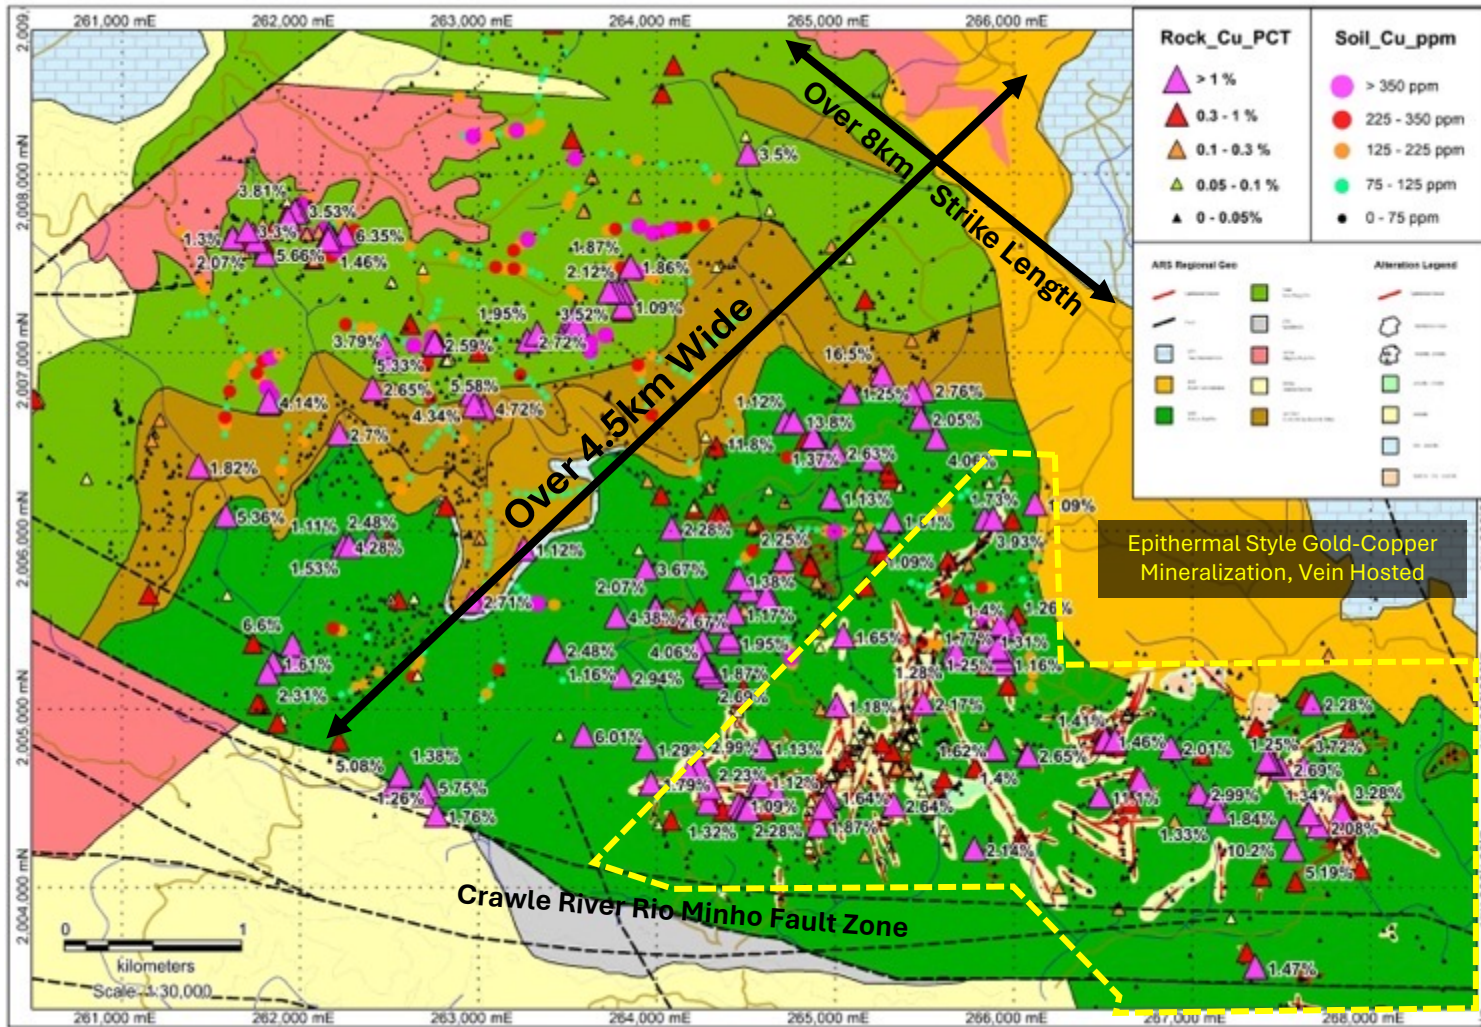 261,000 mE
262,000 mE
263,000 mE
264,000 mE
265,000 mE
266,000 mE
2,008,000 mN
2,007,000 mN
2,006,000 mN
2,005,000 mN
2,004,000 mN
Rock_Cu_PCT
> 1 %
0.3 - 1 %
0.1 - 0.3 %
0.05 - 0.1 %
0 - 0.05%
Soil_Cu_ppm
> 350 ppm
225 - 350 ppm
125 - 225 ppm
75 - 125 ppm
0 - 75 ppm
ARS Regional Geo
Alteration Legend
Over 8km
Strike Length
Over 4.5km Wide
Epithermal Style Gold-Copper
Mineralization, Vein Hosted
3.5%
3.81%
3.53%
1.3%
3.3%
6.35%
2.07%
5.66%
1.46%
1.87%
2.12%
1.86%
1.09%
1.95%
3.52%
2.72%
3.79%
2.59%
5.33%
2.65%
5.58%
4.34%
4.72%
4.14%
2.7%
1.82%
16.5%
1.25%
2.76%
1.12%
13.8%
2.05%
11.8%
1.37%
2.63%
4.06%
5.36%
1.11%
2.48%
4.28%
1.53%
1.12%
2.28%
1.13%
1.73%
1.09%
2.25%
3.93%
1.09%
3.67%
2.07%
1.38%
2.71%
2.67%
1.17%
1.4%
1.26%
6.6%
1.61%
2.31%
2.48%
1.16%
2.94%
4.06%
1.95%
1.87%
2.69%
1.65%
1.77%
1.31%
1.25%
1.16%
1.28%
1.18%
2.17%
6.01%
1.29%
2.99%
1.13%
1.62%
2.65%
1.41%
1.46%
2.01%
2.28%
1.25%
3.72%
2.69%
5.08%
1.38%
1.26%
5.75%
1.76%
1.79%
2.23%
1.12%
1.09%
1.32%
2.28%
1.64%
1.87%
2.64%
1.4%
2.14%
2.99%
1.84%
1.33%
1.34%
3.28%
2.08%
10.2%
5.19%
1.47%
Crawle River Rio Minho Fault Zone
0 1
kilometers
Scale 1:30,000
261,000 mE
262,000 mE
263,000 mE
264,000 mE
265,000 mE
266,000 mE
267,000 mE
268,000 mE